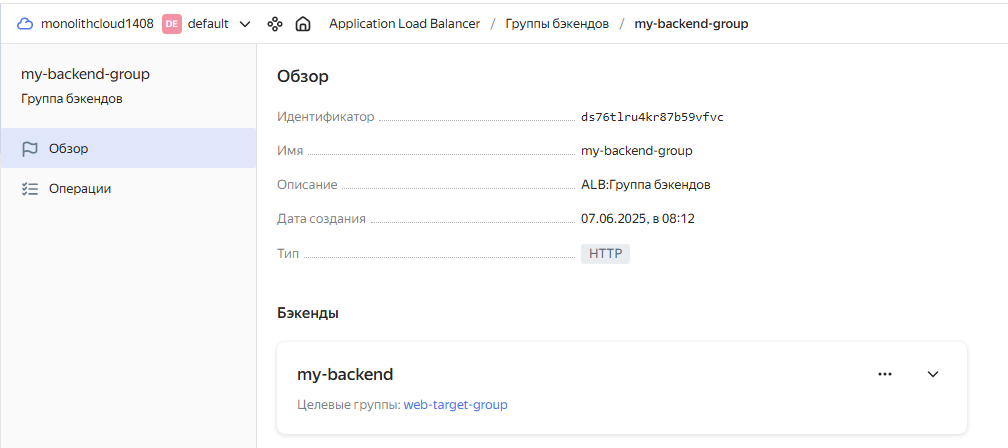 monolithcloud1408 DE default Application Load Balancer / Группы бэкендов / my-backend-group
my-backend-group
Группа бэкендов
Обзор
Операции
Обзор
Идентификатор ds76tlru4kr87b59vfvc
Имя my-backend-group
Описание ALB:Группа бэкендов
Дата создания 07.06.2025, в 08:12
Тип HTTP
Бэкенды
my-backend
Целевые группы: web-target-group